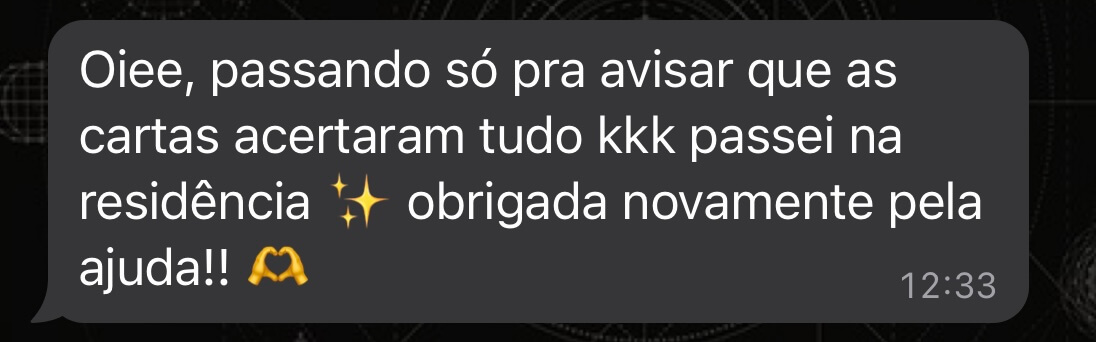 Oiee, passando só pra avisar que as
cartas acertaram tudo kkk passei na
residência ✨ obrigada novamente pela
ajuda!! 🫶
12:33